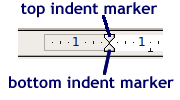 top indent marker
1 1
bottom indent marker